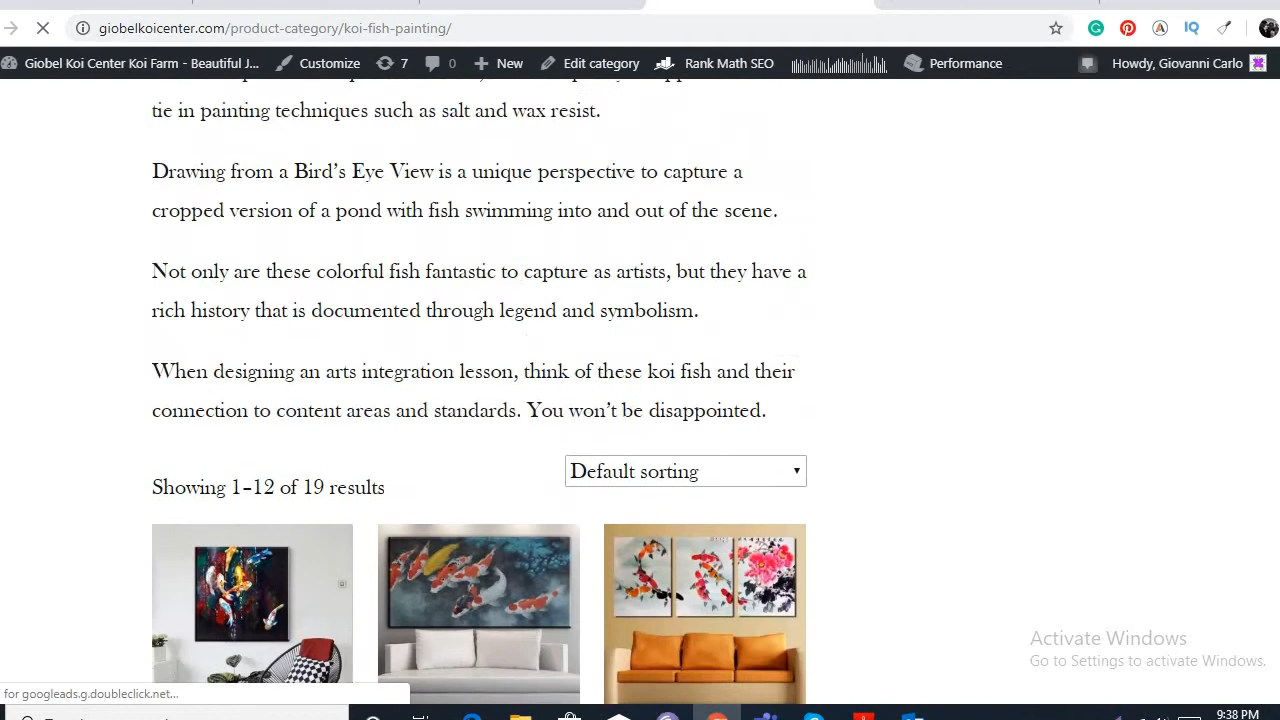 giobelkoicenter.com/product-category/koi-fish-painting/
Giobel Koi Center Koi Farm - Beautiful J... Customize 7 0 New Edit category Rank Math SEO Performance Howdy, Giovanni Carlo
tie in painting techniques such as salt and wax resist.
Drawing from a Bird’s Eye View is a unique perspective to capture a
cropped version of a pond with fish swimming into and out of the scene.
Not only are these colorful fish fantastic to capture as artists, but they have a
rich history that is documented through legend and symbolism.
When designing an arts integration lesson, think of these koi fish and their
connection to content areas and standards. You won’t be disappointed.
Default sorting
Showing 1–12 of 19 results
Activate Windows
Go to Settings to activate Windows.
for googleads.g.doubleclick.net...
9:38 PM